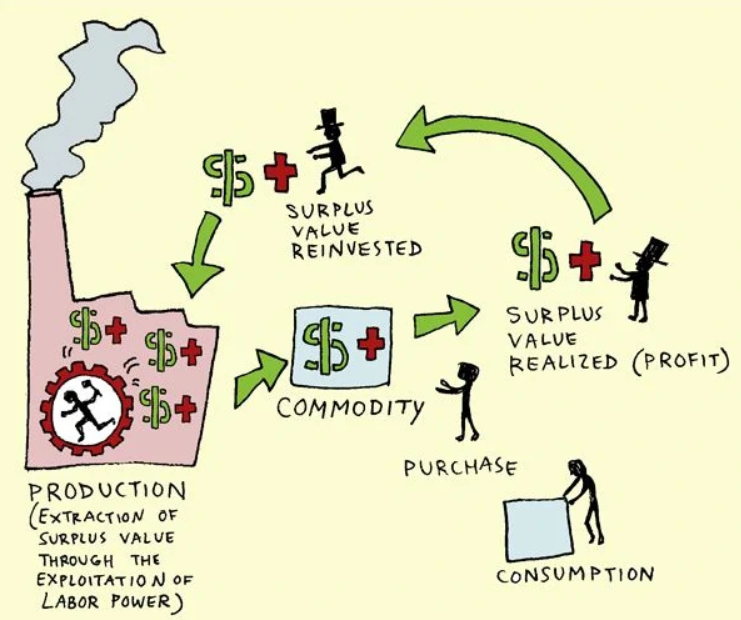 $ +
SURPLUS
VALUE
REINVESTED
$ +
SURPLUS
VALUE
REALIZED (PROFIT)
$ +
$ +
$ +
$ +
COMMODITY
PURCHASE
CONSUMPTION
PRODUCTION
(EXTRACTION OF
SURPLUS VALUE
THROUGH THE
EXPLOITATION OF
LABOR POWER)